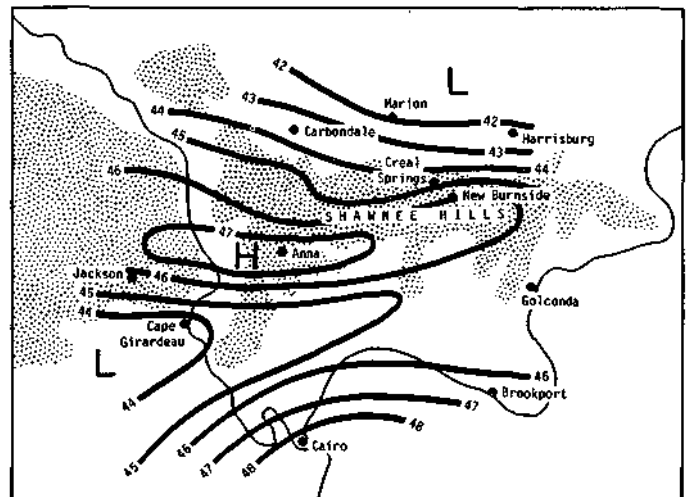 L
42
Marion
43
42
44
Carbondale
Harrisburg
45
43
Creal
Springs
44
46
New Burnside
SHAWNEE HILLS
47
H
Anna
Jackson
46
45
Golconda
44
Cape
Girardeau
L
46
Brookport
44
47
48
Cairo
45
46
47
48